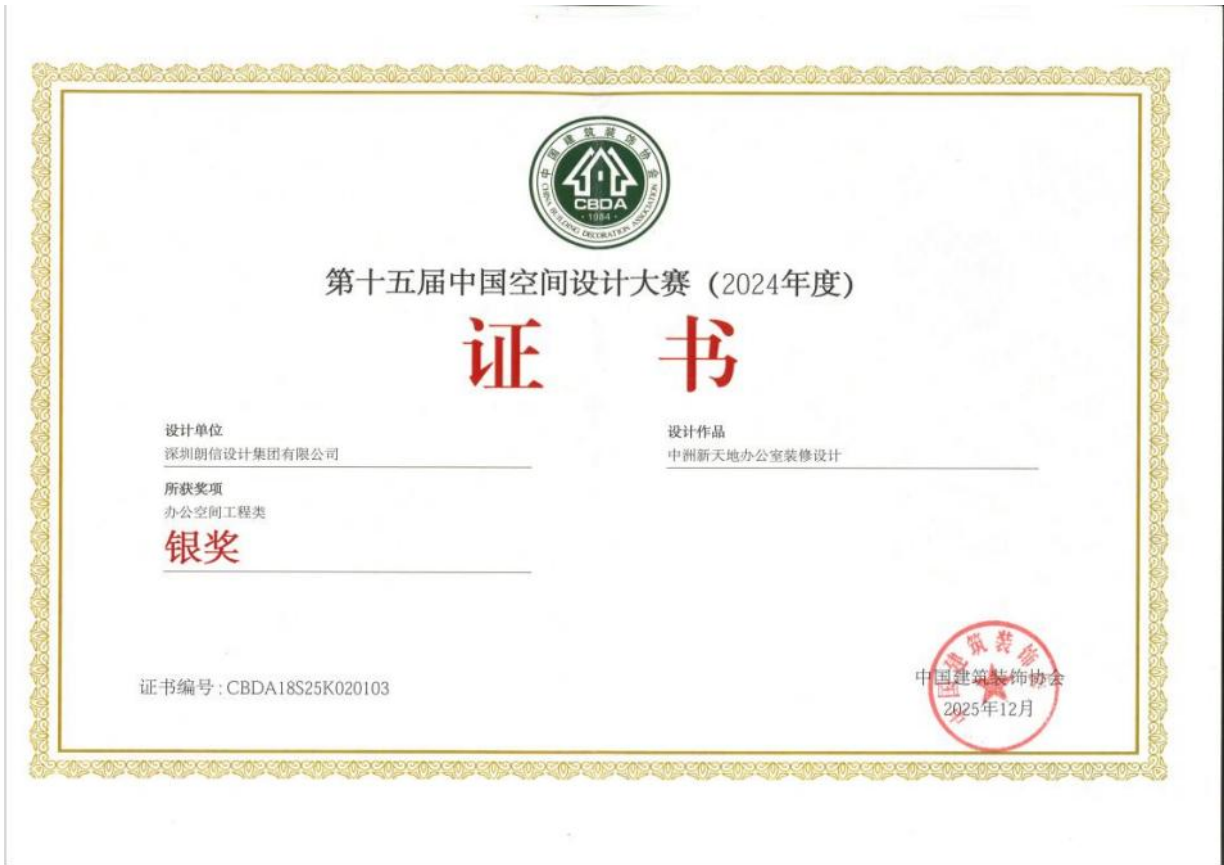 中国建筑装饰协会
CHINA BUILDING DECORATION ASSOCIATION
CBDA
· 1984 ·
第十五届中国空间设计大赛（2024年度）
证 书
设计单位
深圳朗信设计集团有限公司
设计作品
中洲新天地办公室装修设计
所获奖项
办公空间工程类
银奖
证书编号：CBDA18S25K020103
中国建筑装饰协会
2025年12月